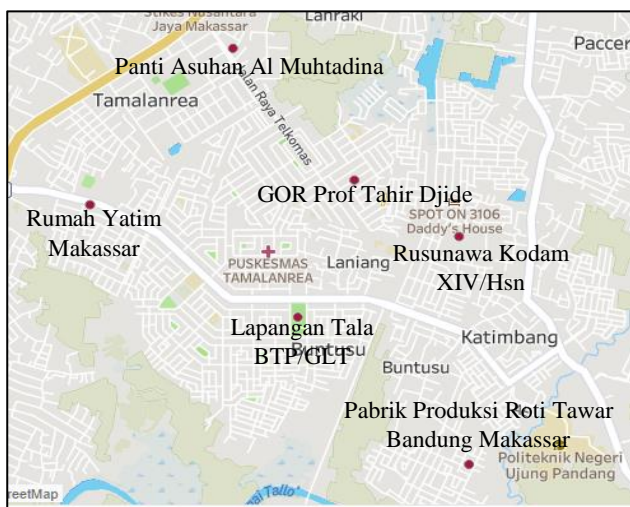 Stikes Nusantara
Jaya Makassar
Lanraki
Paccer
Panti Asuhan Al Muhtadina
Tamalanrea
Jalan Raya Telkomas
GOR Prof Tahir Djide
Rumah Yatim
Makassar
SPOT ON 3106
Daddy's House
Rusunawa Kodam
XIV/Hsn
PUSKESMAS
TAMALANREA
Laniang
Lapangan Tala
BTP/GLT
Buntusu
Katimbang
Buntusu
Pabrik Produksi Roti Tawar
Bandung Makassar
Politeknik Negeri
Ujung Pandang
reetMap
ai Tallo'